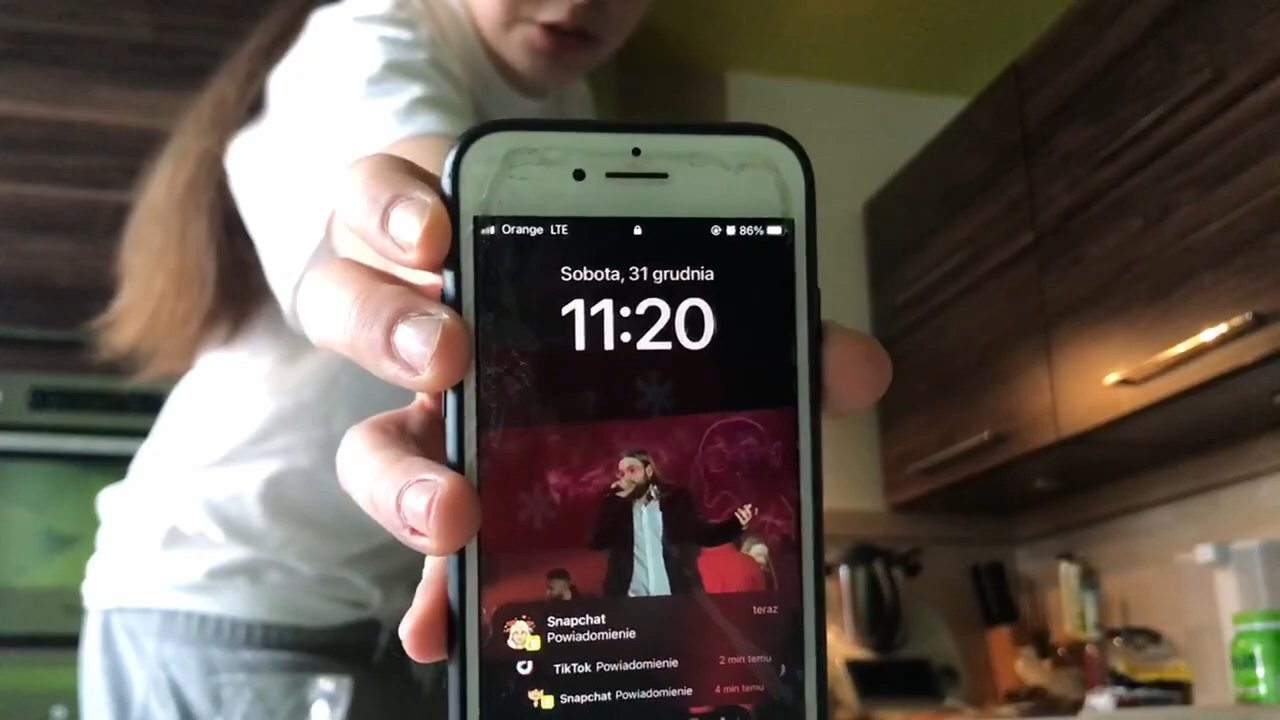 Orange LTE 86%
Sobota, 31 grudnia
11:20
Snapchat teraz
Powiadomienie
TikTok Powiadomienie 2 min temu
Snapchat Powiadomienie 4 min temu